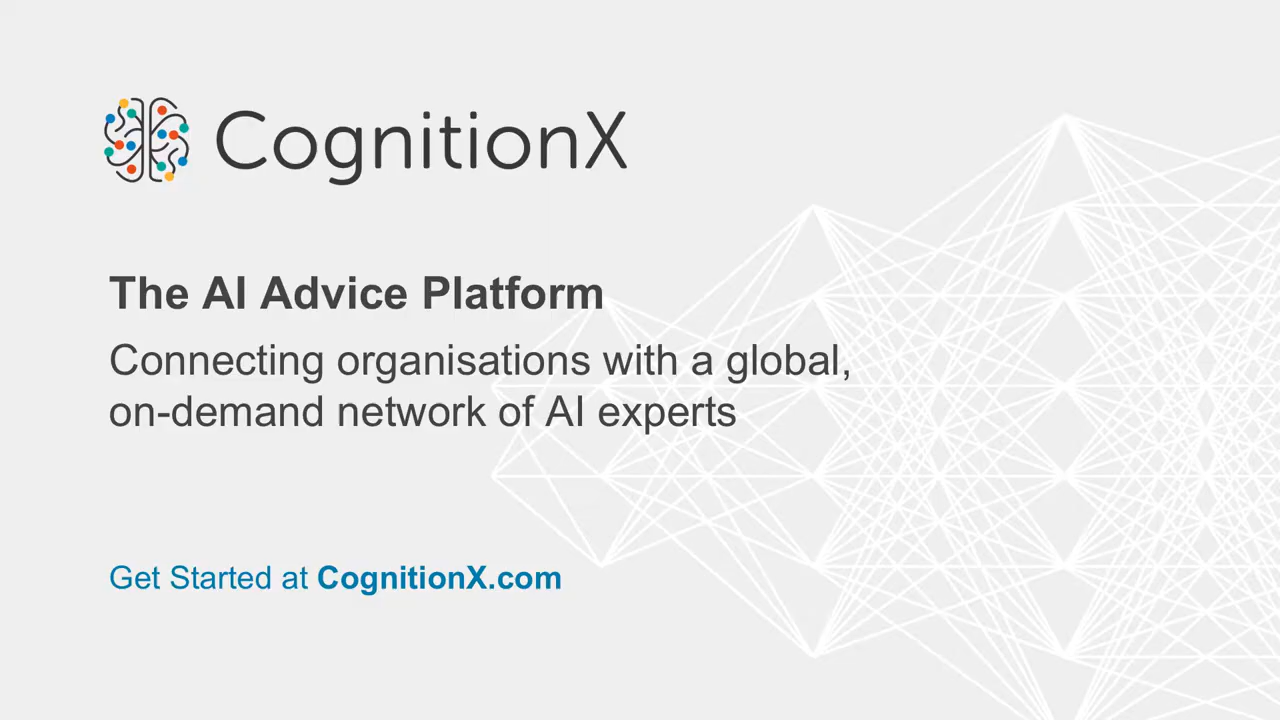 CognitionX
The AI Advice Platform
Connecting organisations with a global,
on-demand network of AI experts
Get Started at CognitionX.com